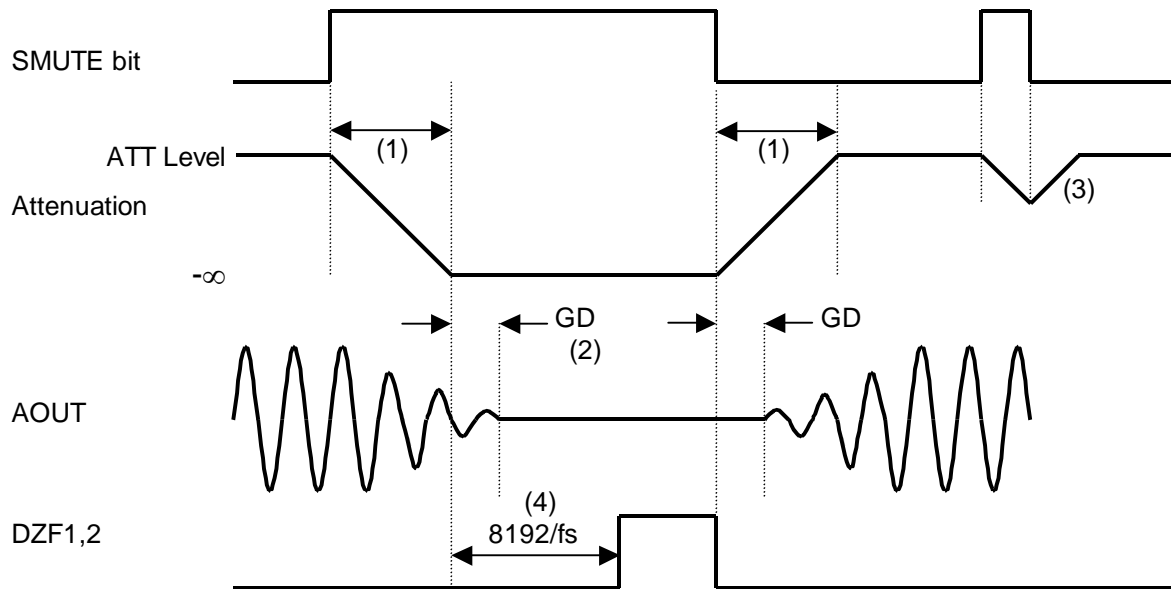 SMUTE bit
(1)
(1)
ATT Level
Attenuation
(3)
-∞
GD
(2)
GD
AOUT
(4)
DZF1,2
8192/fs